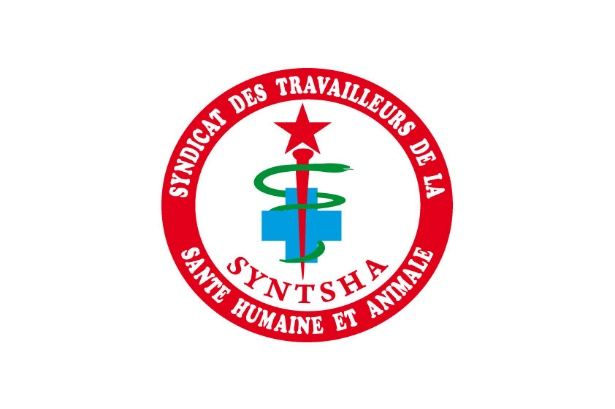 SYNDICAT DES TRAVAILLEURS DE LA
SANTE HUMAINE ET ANIMALE
SYNTSHA